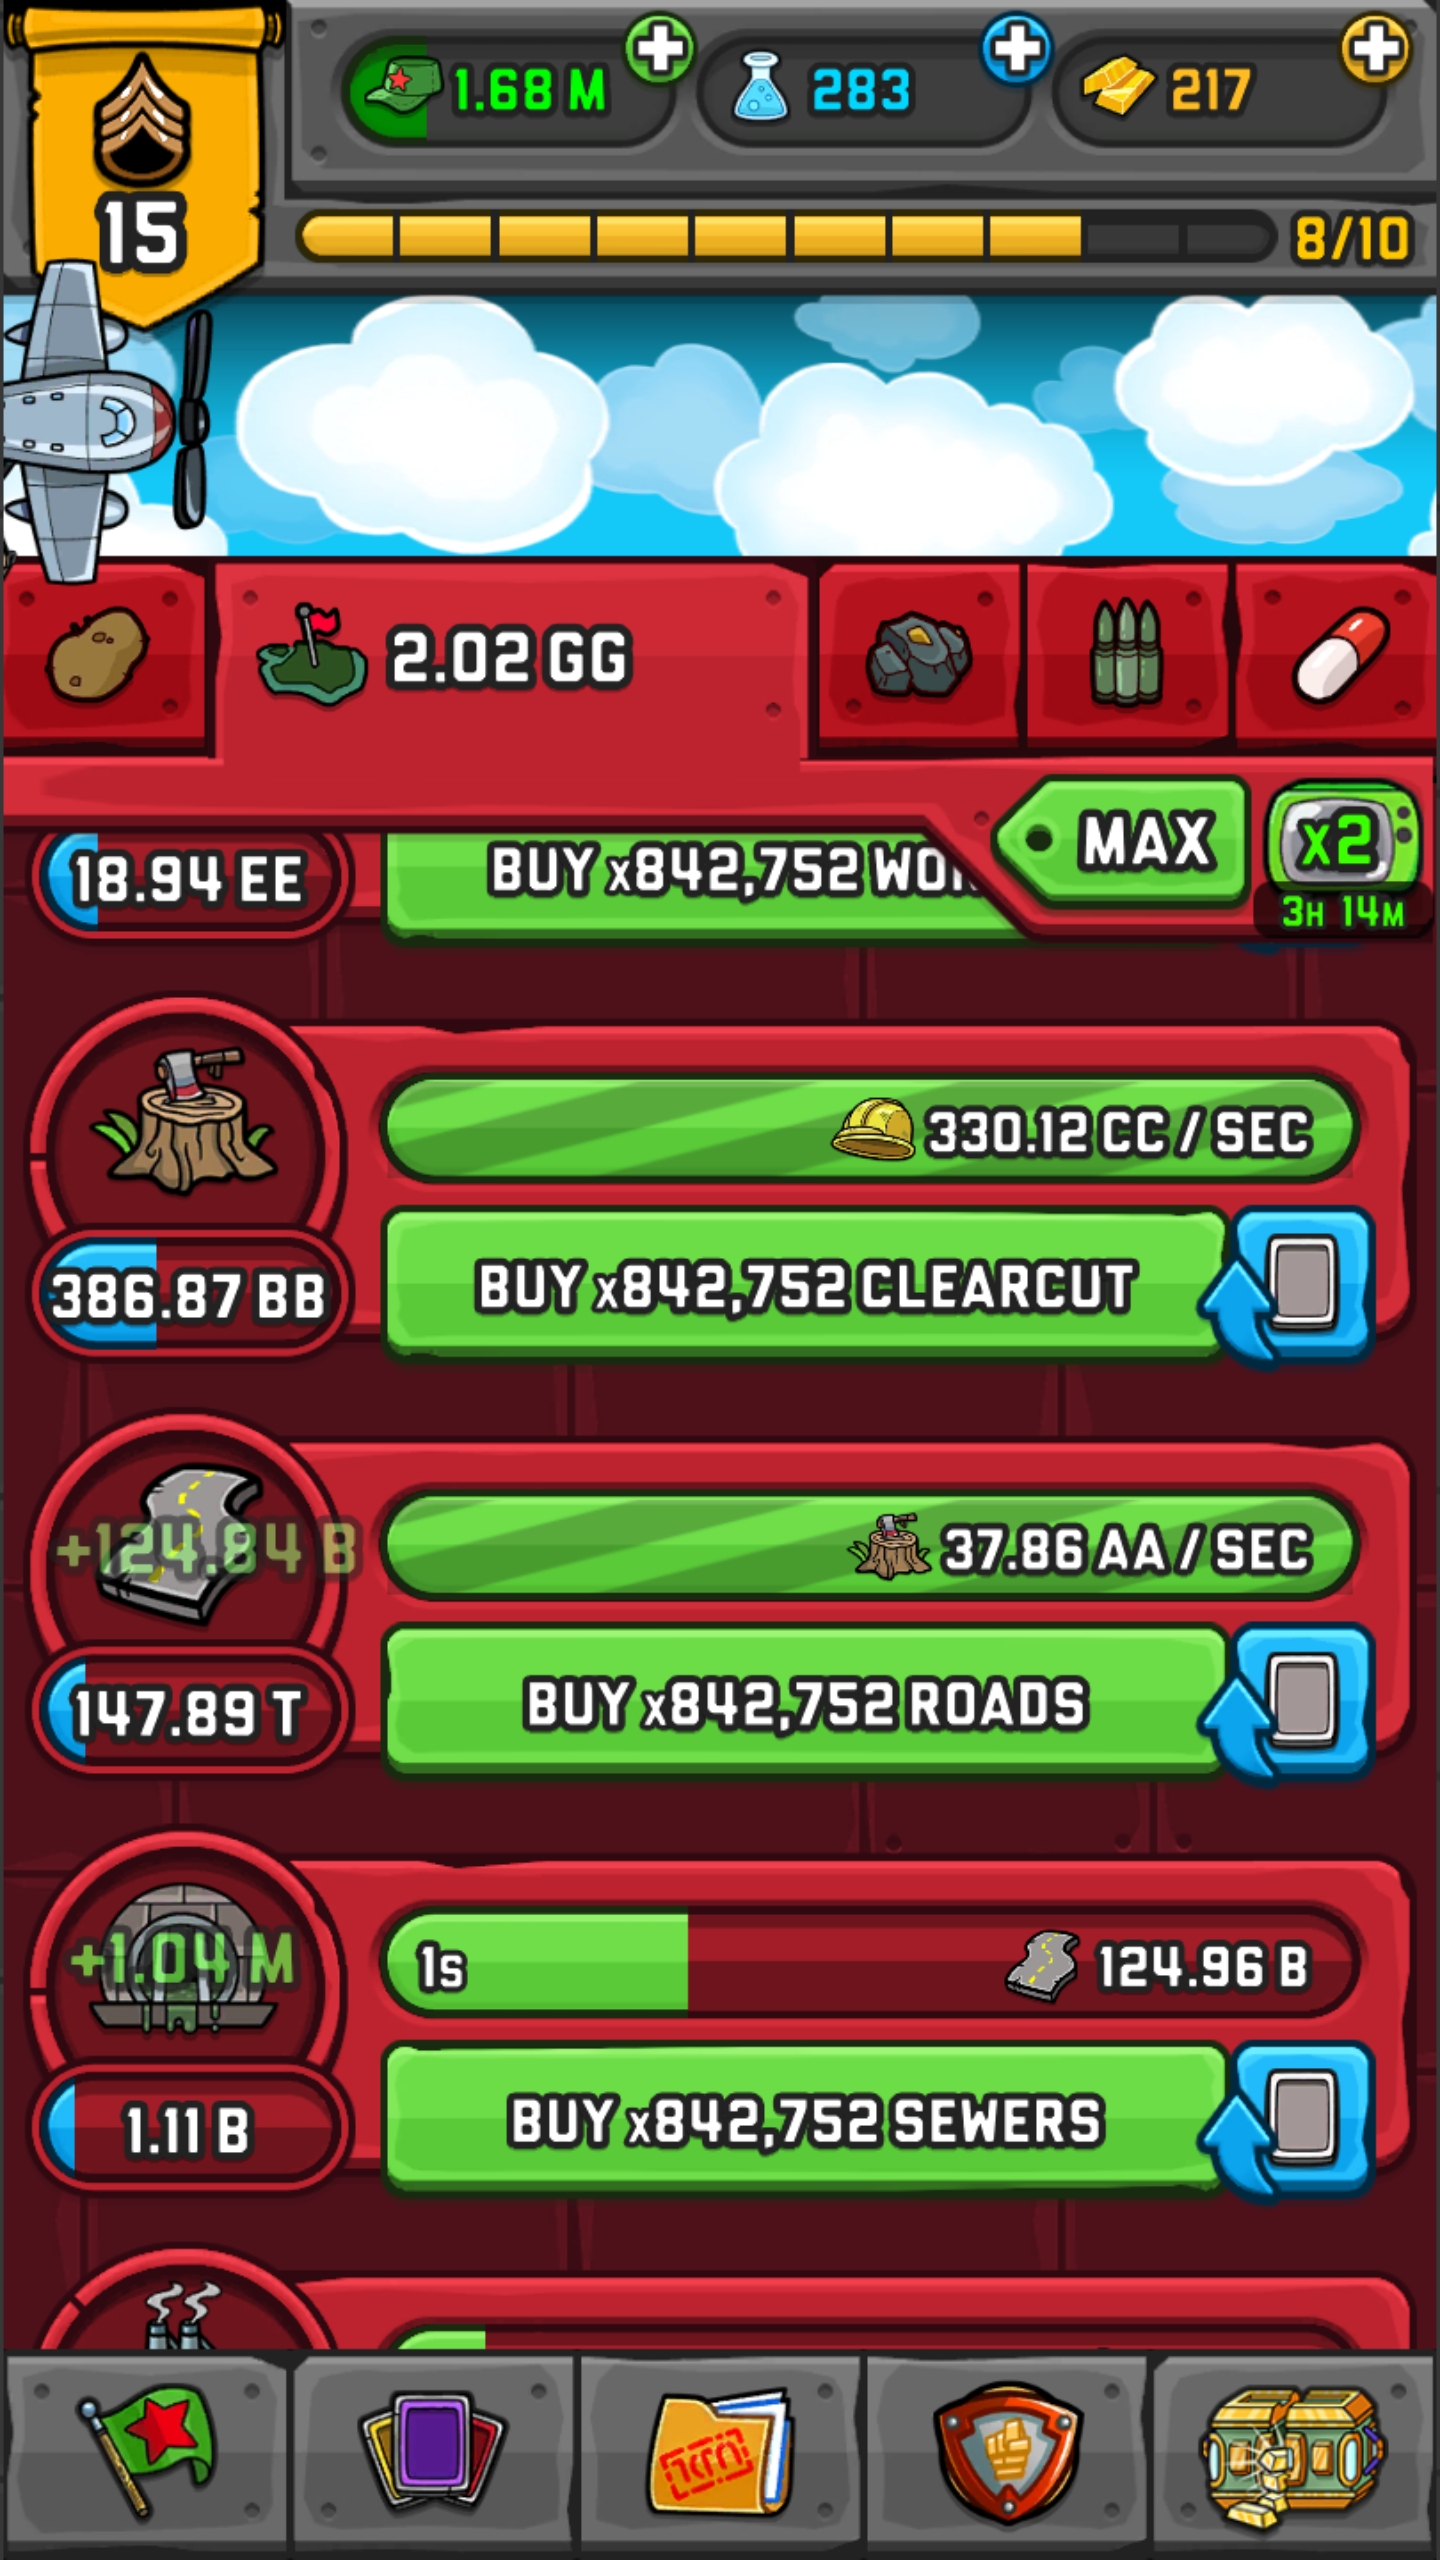 1.68 M
283
217
15
8/10
2.02 GG
MAX
x2
3H 14M
18.94 EE
BUY x842,752
330.12 CC / SEC
386.87 BB
BUY x842,752 CLEARCUT
+124.84 B
37.86 AA / SEC
147.89 T
BUY x842,752 ROADS
+1.04 M
1s
124.96 B
1.11 B
BUY x842,752 SEWERS